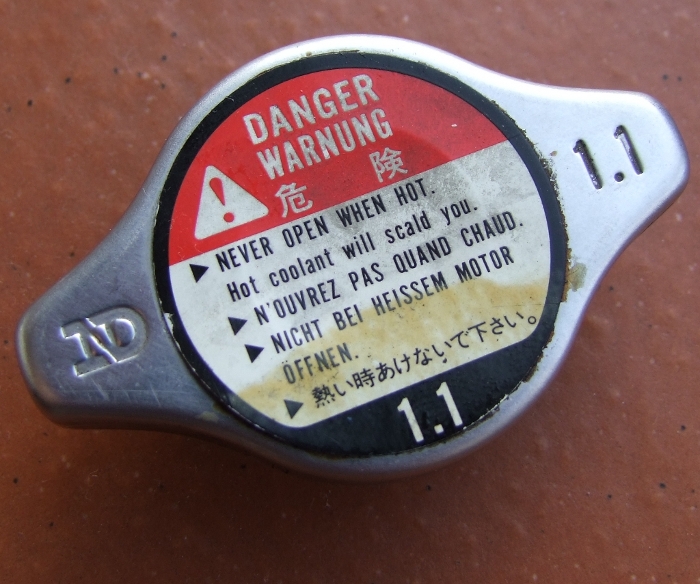 DANGER
WARNUNG
危 険
NEVER OPEN WHEN HOT.
Hot coolant will scald you.
N'OUVREZ PAS QUAND CHAUD.
NICHT BEI HEISSEM MOTOR
ÖFFNEN.
熱い時あけないで下さい。
1.1
1.1
ND